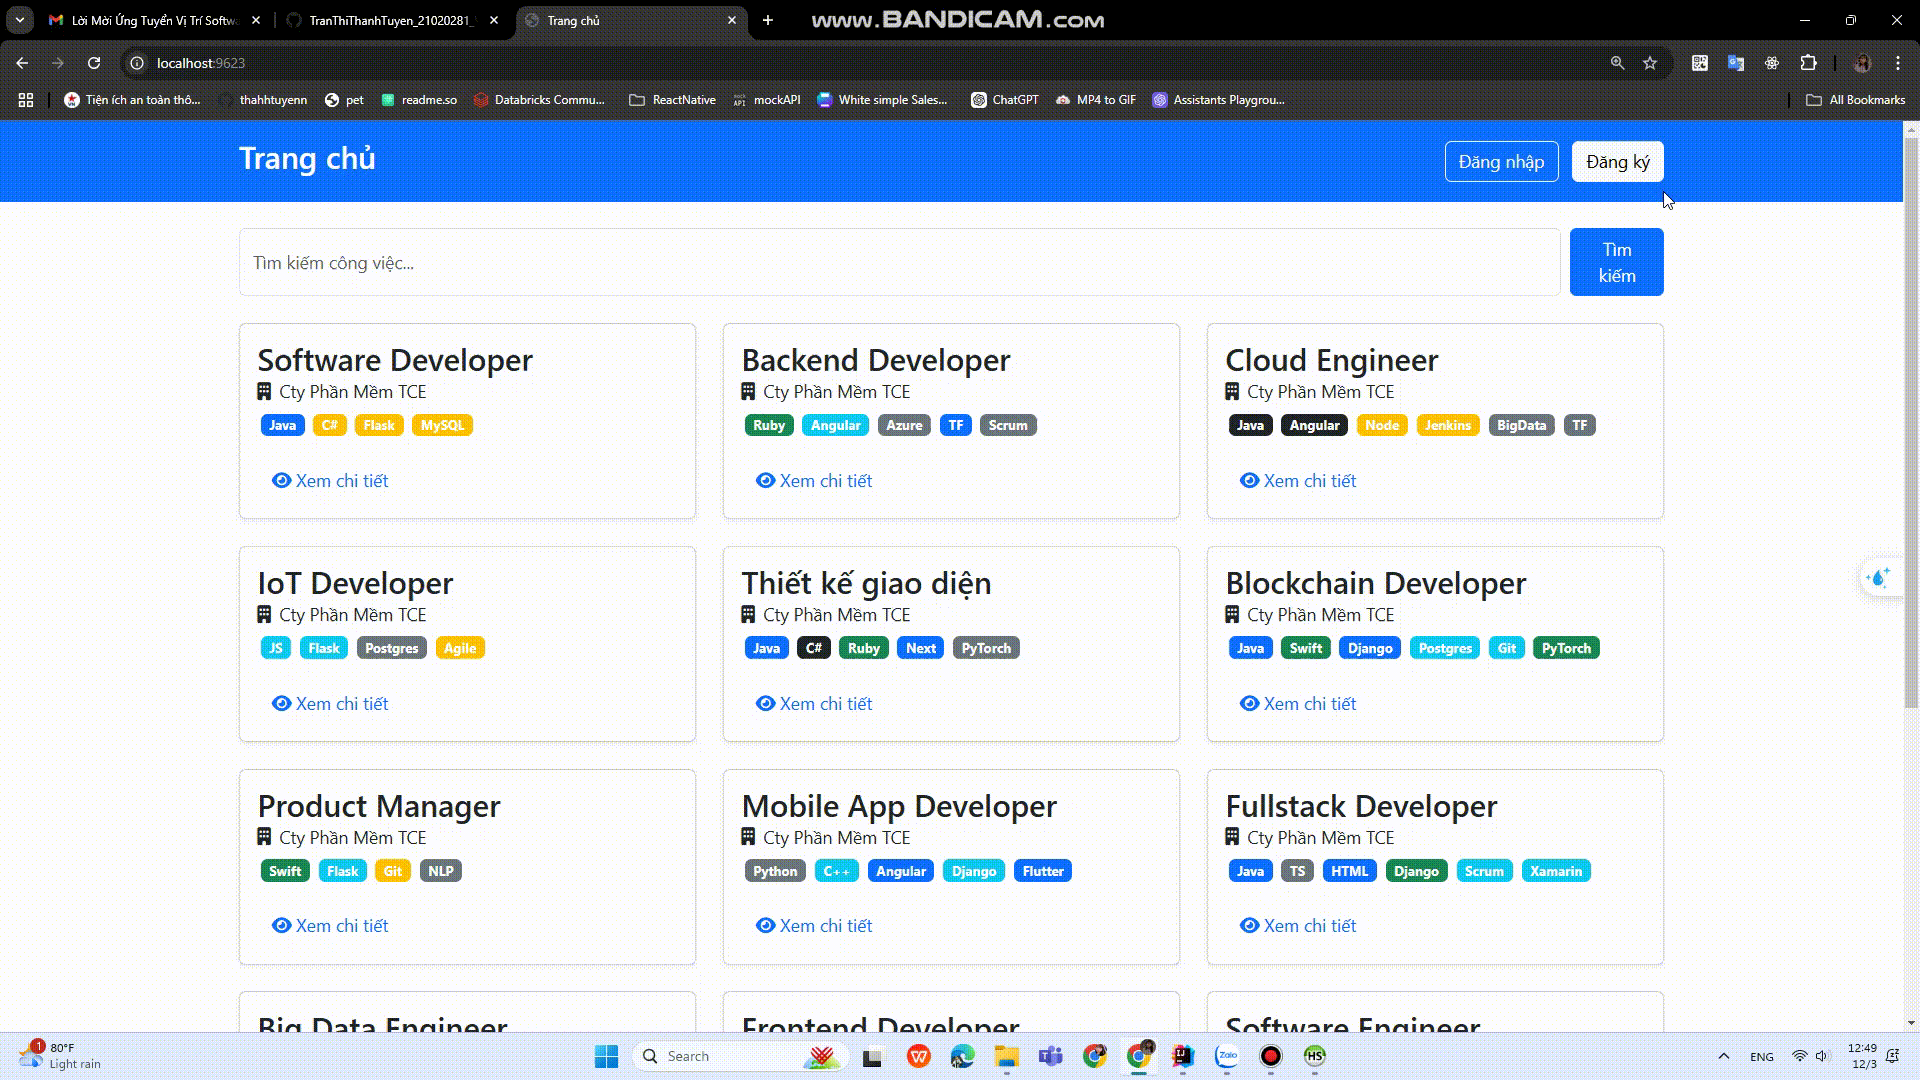 Lời Mời Ứng Tuyển Vị Trí Softwa
TranThiThanhTuyen_21020281_
Trang chủ
www.BANDICAM.com
localhost:9623
Tiện ích an toàn thô...
thahhtuyenn
pet
readme.so
Databricks Commu...
ReactNative
mockAPI
White simple Sales...
ChatGPT
MP4 to GIF
Assistants Playgrou...
All Bookmarks
Trang chủ
Đăng nhập
Đăng ký
Tìm kiếm công việc...
Tìm
kiếm
Software Developer
Cty Phần Mềm TCE
Java C# Flask MySQL
Xem chi tiết
Backend Developer
Cty Phần Mềm TCE
Ruby Angular Azure TF Scrum
Xem chi tiết
Cloud Engineer
Cty Phần Mềm TCE
Java Angular Node Jenkins BigData TF
Xem chi tiết
IoT Developer
Cty Phần Mềm TCE
JS Flask Postgres Agile
Xem chi tiết
Thiết kế giao diện
Cty Phần Mềm TCE
Java C# Ruby Next PyTorch
Xem chi tiết
Blockchain Developer
Cty Phần Mềm TCE
Java Swift Django Postgres Git PyTorch
Xem chi tiết
Product Manager
Cty Phần Mềm TCE
Swift Flask Git NLP
Xem chi tiết
Mobile App Developer
Cty Phần Mềm TCE
Python C++ Angular Django Flutter
Xem chi tiết
Fullstack Developer
Cty Phần Mềm TCE
Java TS HTML Django Scrum Xamarin
Xem chi tiết
Big Data Engineer
Frontend Developer
Software Engineer
1
80°F
Light rain
Search
Zalo
HS
ENG
12:49
12/3